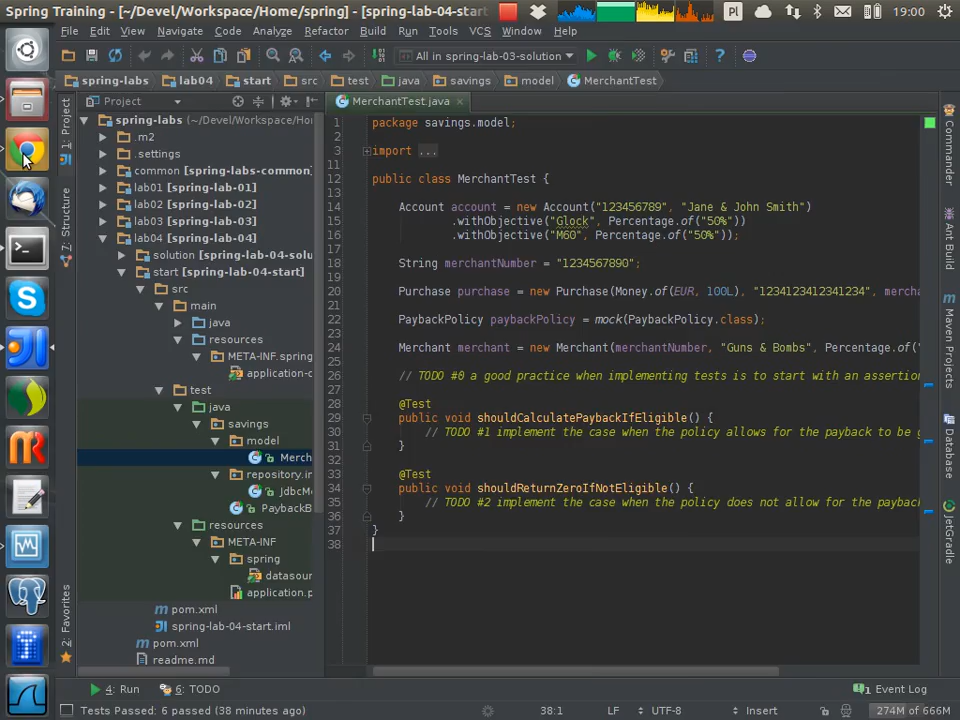 Spring Training - [~/Devel/Workspace/Home/spring] - [spring-lab-04-start
Pl
19:00
File Edit View Navigate Code Analyze Refactor Build Run Tools VCS Window Help
All in spring-lab-03-solution
spring-labs lab04 start src test java savings model MerchantTest
Project
MerchantTest.java
spring-labs (~/Devel/Workspace/Hom
.m2
.settings
common [spring-labs-common]
lab01 [spring-lab-01]
lab02 [spring-lab-02]
lab03 [spring-lab-03]
lab04 [spring-lab-04]
solution [spring-lab-04-solu
start [spring-lab-04-start]
src
main
java
resources
META-INF.spring
application-c
test
java
savings
model
Merch
repository.im
JdbcMe
PaybackB
resources
META-INF
spring
datasour
application.p
pom.xml
spring-lab-04-start.iml
pom.xml
readme.md
1: Project
7: Structure
2: Favorites
1 package savings.model;
2
3 import ...
11
12 public class MerchantTest {
13
14 Account account = new Account("123456789", "Jane & John Smith")
15 .withObjective("Glock", Percentage.of("50%"))
16 .withObjective("M60", Percentage.of("50%"));
17
18 String merchantNumber = "1234567890";
19
20 Purchase purchase = new Purchase(Money.of(EUR, 100L), "1234123412341234", mercha
21
22 PaybackPolicy paybackPolicy = mock(PaybackPolicy.class);
23
24 Merchant merchant = new Merchant(merchantNumber, "Guns & Bombs", Percentage.of("
25
26 // TODO #0 a good practice when implementing tests is to start with an assertion
27
28 @Test
29 public void shouldCalculatePaybackIfEligible() {
30 // TODO #1 implement the case when the policy allows for the payback to be g
31 }
32
33 @Test
34 public void shouldReturnZeroIfNotEligible() {
35 // TODO #2 implement the case when the policy does not allow for the payback
36 }
37 }
38
Commander
Ant Build
Maven Projects
Database
JetGradle
4: Run 6: TODO 1 Event Log
Tests Passed: 6 passed (38 minutes ago) 38:1 LF UTF-8 Insert 274M of 666M